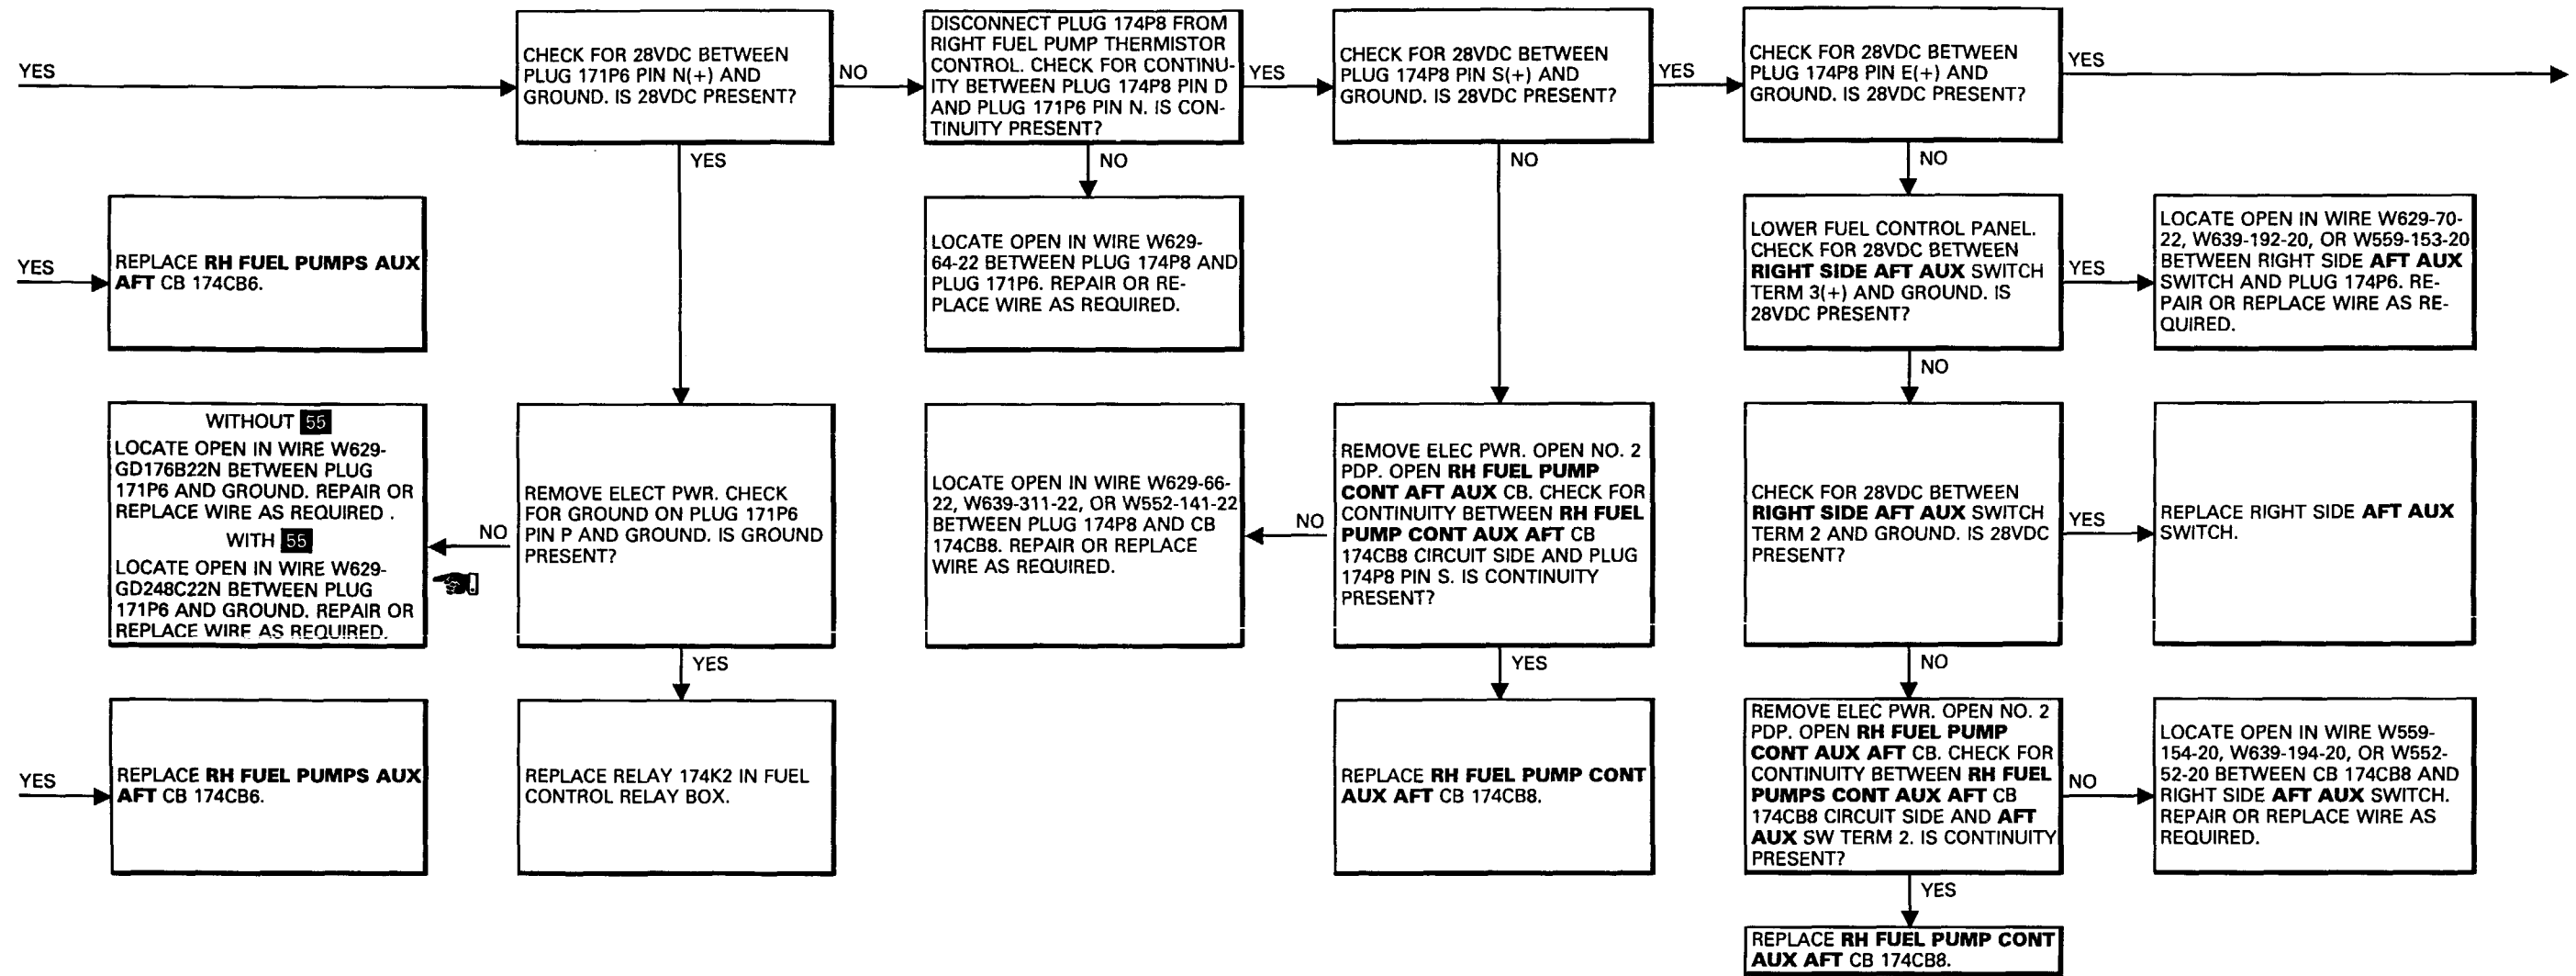 YES
CHECK FOR 28VDC BETWEEN
PLUG 171P6 PIN N(+) AND
GROUND. IS 28VDC PRESENT?
NO
DISCONNECT PLUG 174P8 FROM
RIGHT FUEL PUMP THERMISTOR
CONTROL. CHECK FOR CONTINU-
ITY BETWEEN PLUG 174P8 PIN D
AND PLUG 171P6 PIN N. IS CON-
TINUITY PRESENT?
YES
CHECK FOR 28VDC BETWEEN
PLUG 174P8 PIN S(+) AND
GROUND. IS 28VDC PRESENT?
YES
CHECK FOR 28VDC BETWEEN
PLUG 174P8 PIN E(+) AND
GROUND. IS 28VDC PRESENT?
YES
YES
NO
NO
NO
YES
REPLACE RH FUEL PUMPS AUX
AFT CB 174CB6.
LOCATE OPEN IN WIRE W629-
64-22 BETWEEN PLUG 174P8 AND
PLUG 171P6. REPAIR OR RE-
PLACE WIRE AS REQUIRED.
LOWER FUEL CONTROL PANEL.
CHECK FOR 28VDC BETWEEN
RIGHT SIDE AFT AUX SWITCH
TERM 3(+) AND GROUND. IS
28VDC PRESENT?
YES
LOCATE OPEN IN WIRE W629-70-
22, W639-192-20, OR W559-153-20
BETWEEN RIGHT SIDE AFT AUX
SWITCH AND PLUG 174P6. RE-
PAIR OR REPLACE WIRE AS RE-
QUIRED.
NO
WITHOUT 55
LOCATE OPEN IN WIRE W629-
GD176B22N BETWEEN PLUG
171P6 AND GROUND. REPAIR OR
REPLACE WIRE AS REQUIRED .
WITH 55
LOCATE OPEN IN WIRE W629-
GD248C22N BETWEEN PLUG
171P6 AND GROUND. REPAIR OR
REPLACE WIRE AS REQUIRED.
NO
REMOVE ELECT PWR. CHECK
FOR GROUND ON PLUG 171P6
PIN P AND GROUND. IS GROUND
PRESENT?
LOCATE OPEN IN WIRE W629-66-
22, W639-311-22, OR W552-141-22
BETWEEN PLUG 174P8 AND CB
174CB8. REPAIR OR REPLACE
WIRE AS REQUIRED.
NO
REMOVE ELEC PWR. OPEN NO. 2
PDP. OPEN RH FUEL PUMP
CONT AFT AUX CB. CHECK FOR
CONTINUITY BETWEEN RH FUEL
PUMP CONT AUX AFT CB
174CB8 CIRCUIT SIDE AND PLUG
174P8 PIN S. IS CONTINUITY
PRESENT?
CHECK FOR 28VDC BETWEEN
RIGHT SIDE AFT AUX SWITCH
TERM 2 AND GROUND. IS 28VDC
PRESENT?
YES
REPLACE RIGHT SIDE AFT AUX
SWITCH.
YES
YES
NO
YES
REPLACE RH FUEL PUMPS AUX
AFT CB 174CB6.
REPLACE RELAY 174K2 IN FUEL
CONTROL RELAY BOX.
REPLACE RH FUEL PUMP CONT
AUX AFT CB 174CB8.
REMOVE ELEC PWR. OPEN NO. 2
PDP. OPEN RH FUEL PUMP
CONT AUX AFT CB. CHECK FOR
CONTINUITY BETWEEN RH FUEL
PUMPS CONT AUX AFT CB
174CB8 CIRCUIT SIDE AND AFT
AUX SW TERM 2. IS CONTINUITY
PRESENT?
NO
LOCATE OPEN IN WIRE W559-
154-20, W639-194-20, OR W552-
52-20 BETWEEN CB 174CB8 AND
RIGHT SIDE AFT AUX SWITCH.
REPAIR OR REPLACE WIRE AS
REQUIRED.
YES
REPLACE RH FUEL PUMP CONT
AUX AFT CB 174CB8.